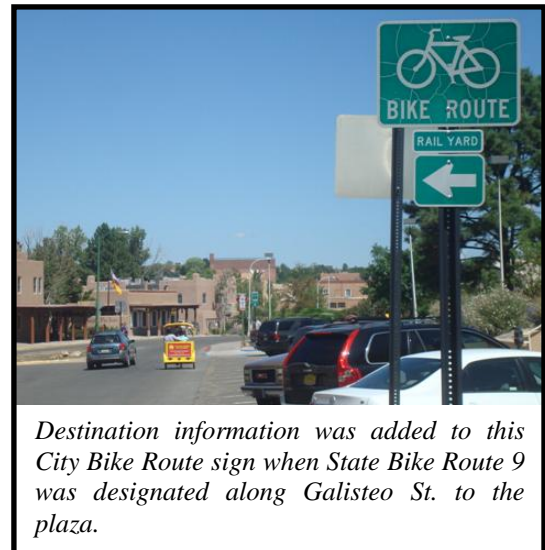 BIKE ROUTE
RAIL YARD
Destination information was added to this
City Bike Route sign when State Bike Route 9
was designated along Galisteo St. to the
plaza.